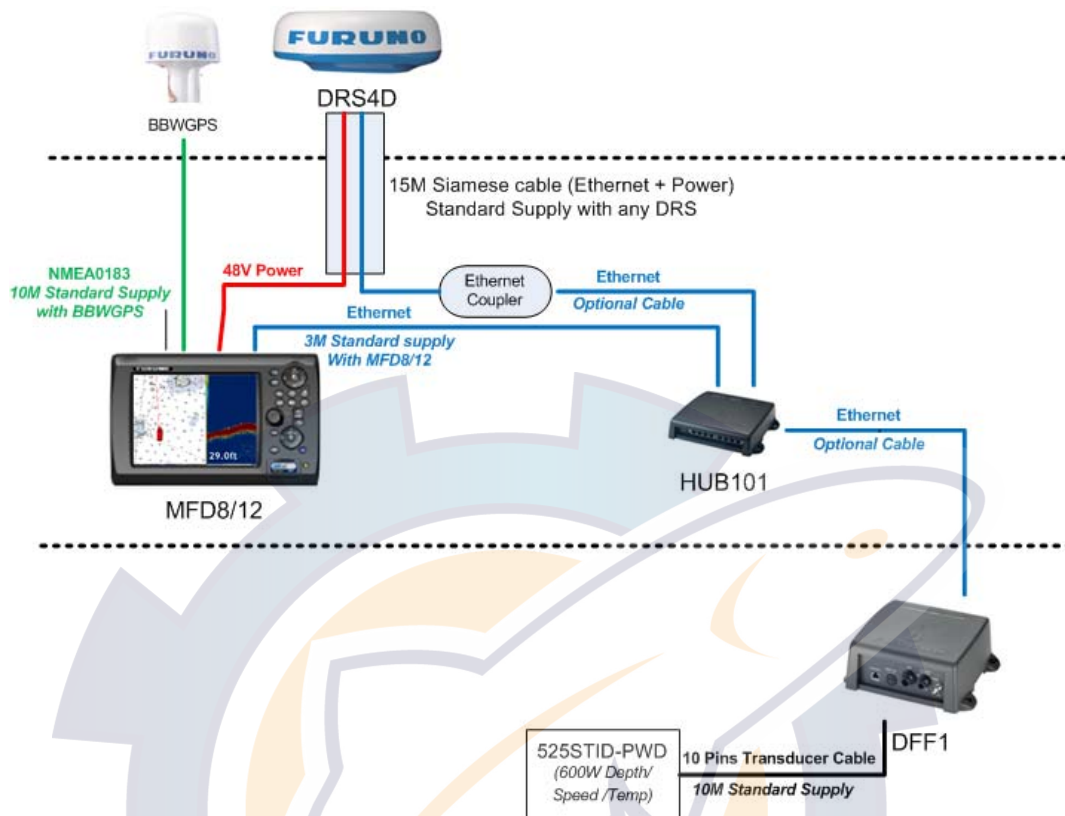 FURUNO
FURUNO
BBWGPS
DRS4D
15M Siamese cable (Ethernet + Power)
Standard Supply with any DRS
NMEA0183
10M Standard Supply
with BBWGPS
48V Power
Ethernet
Coupler
Ethernet
Optional Cable
Ethernet
3M Standard supply
With MFD8/12
FURUNO
29.0ft
MFD8/12
HUB101
Ethernet
Optional Cable
DFF1
525STID-PWD
(600W Depth/
Speed /Temp)
10 Pins Transducer Cable
10M Standard Supply